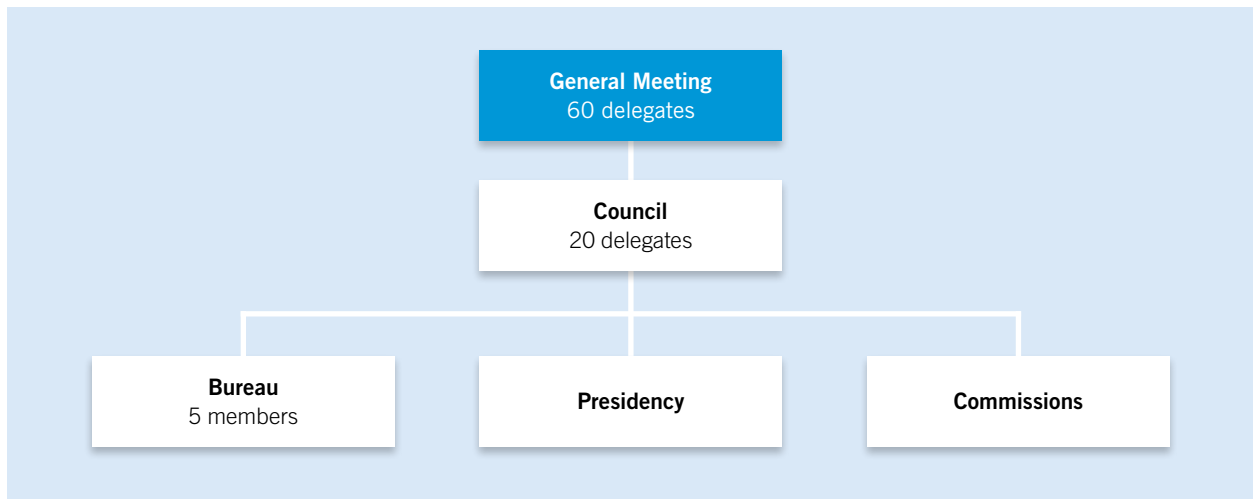 General Meeting
60 delegates
Council
20 delegates
Bureau
5 members
Presidency
Commissions